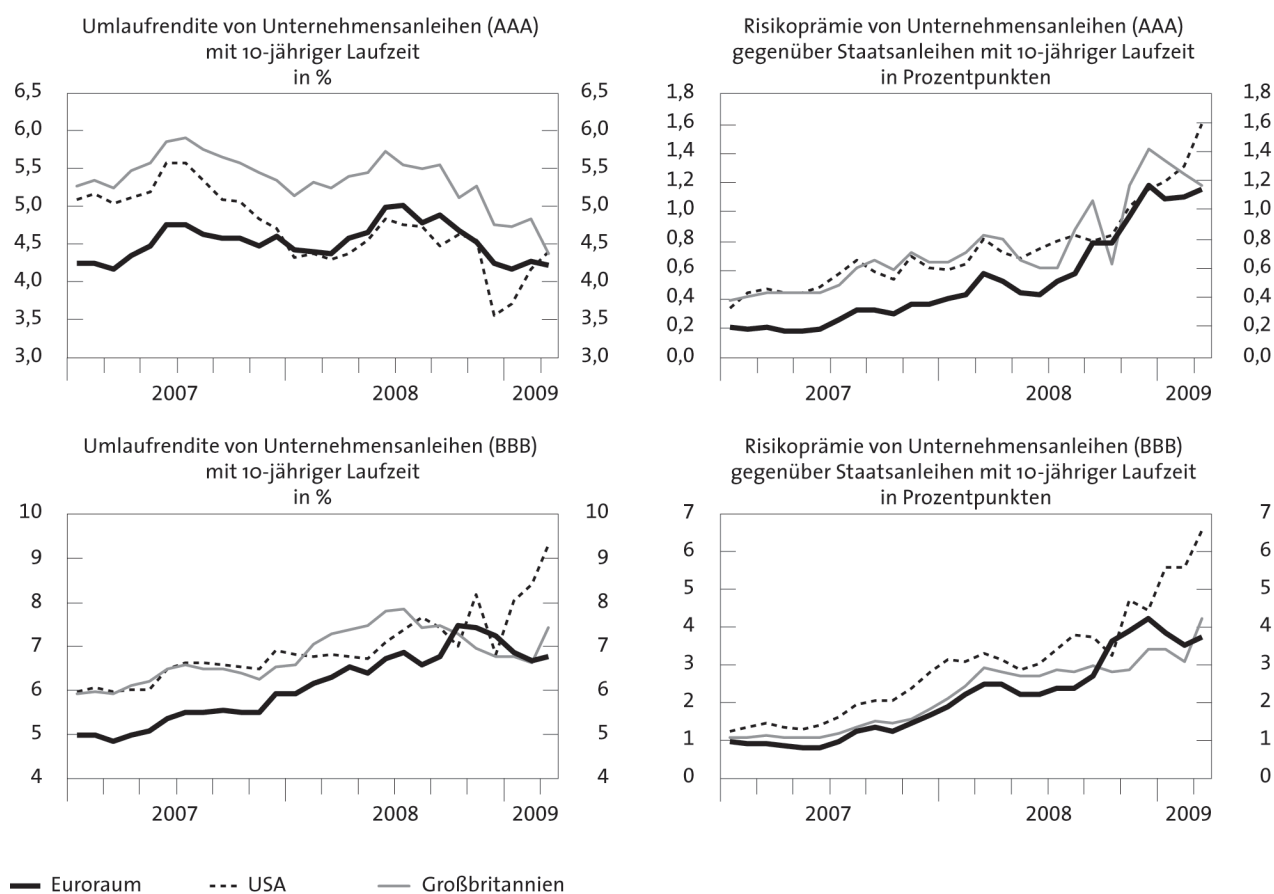 Umlaufrendite von Unternehmensanleihen (AAA)
mit 10-jähriger Laufzeit
in %
6,5 6,5
6,0 6,0
5,5 5,5
5,0 5,0
4,5 4,5
4,0 4,0
3,5 3,5
3,0 3,0
2007 2008 2009
Risikoprämie von Unternehmensanleihen (AAA)
gegenüber Staatsanleihen mit 10-jähriger Laufzeit
in Prozentpunkten
1,8 1,8
1,6 1,6
1,4 1,4
1,2 1,2
1,0 1,0
0,8 0,8
0,6 0,6
0,4 0,4
0,2 0,2
0,0 0,0
2007 2008 2009
Umlaufrendite von Unternehmensanleihen (BBB)
mit 10-jähriger Laufzeit
in %
10 10
9 9
8 8
7 7
6 6
5 5
4 4
2007 2008 2009
Risikoprämie von Unternehmensanleihen (BBB)
gegenüber Staatsanleihen mit 10-jähriger Laufzeit
in Prozentpunkten
7 7
6 6
5 5
4 4
3 3
2 2
1 1
0 0
2007 2008 2009
Euroraum USA Großbritannien